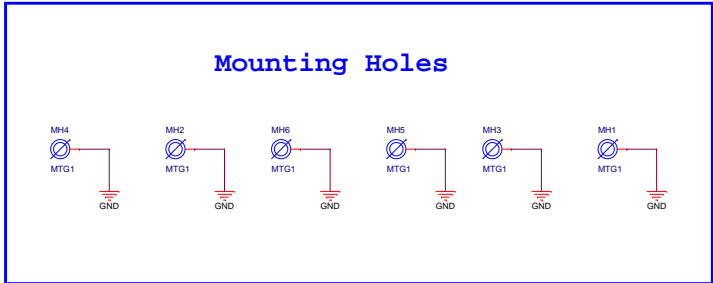 Mounting Holes
MH4 MH2 MH6 MH5 MH3 MH1
MTG1 MTG1 MTG1 MTG1 MTG1 MTG1
GND GND GND GND GND GND